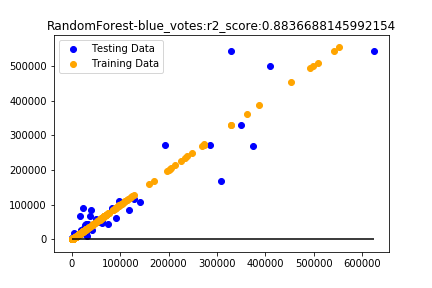 RandomForest-blue_votes:r2_score:0.8836688145992154
Testing Data
Training Data
500000
400000
300000
200000
100000
0
0 100000 200000 300000 400000 500000 600000